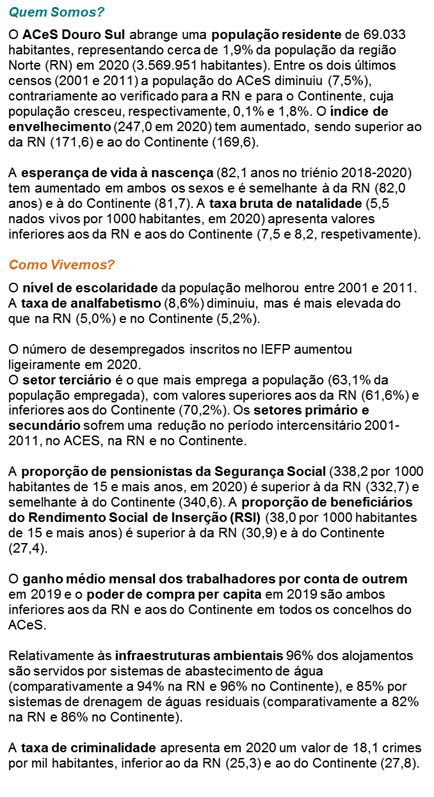 Quem Somos?
O ACeS Douro Sul abrange uma população residente de 69.033
habitantes, representando cerca de 1,9% da população da região
Norte (RN) em 2020 (3.569.951 habitantes). Entre os dois últimos
censos (2001 e 2011) a população do ACeS diminuiu (7,5%),
contrariamente ao verificado para a RN e para o Continente, cuja
população cresceu, respectivamente, 0,1% e 1,8%. O índice de
envelhecimento (247,0 em 2020) tem aumentado, sendo superior ao
da RN (171,6) e ao do Continente (169,6).
A esperança de vida à nascença (82,1 anos no triénio 2018-2020)
tem aumentado em ambos os sexos e é semelhante à da RN (82,0
anos) e à do Continente (81,7). A taxa bruta de natalidade (5,5
nados vivos por 1000 habitantes, em 2020) apresenta valores
inferiores aos da RN e aos do Continente (7,5 e 8,2, respetivamente).
Como Vivemos?
O nível de escolaridade da população melhorou entre 2001 e 2011.
A taxa de analfabetismo (8,6%) diminuiu, mas é mais elevada do
que na RN (5,0%) e no Continente (5,2%).
O número de desempregados inscritos no IEFP aumentou
ligeiramente em 2020.
O setor terciário é o que mais emprega a população (63,1% da
população empregada), com valores superiores aos da RN (61,6%) e
inferiores aos do Continente (70,2%). Os setores primário e
secundário sofrem uma redução no período intercensitário 2001-
2011, no ACES, na RN e no Continente.
A proporção de pensionistas da Segurança Social (338,2 por 1000
habitantes de 15 e mais anos, em 2020) é superior à da RN (332,7) e
semelhante à do Continente (340,6). A proporção de beneficiários
do Rendimento Social de Inserção (RSI) (38,0 por 1000 habitantes
de 15 e mais anos) é superior à da RN (30,9) e à do Continente
(27,4).
O ganho médio mensal dos trabalhadores por conta de outrem
em 2019 e o poder de compra per capita em 2019 são ambos
inferiores aos da RN e aos do Continente em todos os concelhos do
ACeS.
Relativamente às infraestruturas ambientais 96% dos alojamentos
são servidos por sistemas de abastecimento de água
(comparativamente a 94% na RN e 96% no Continente), e 85% por
sistemas de drenagem de águas residuais (comparativamente a 82%
na RN e 86% no Continente).
A taxa de criminalidade apresenta em 2020 um valor de 18,1 crimes
por mil habitantes, inferior ao da RN (25,3) e ao do Continente (27,8).